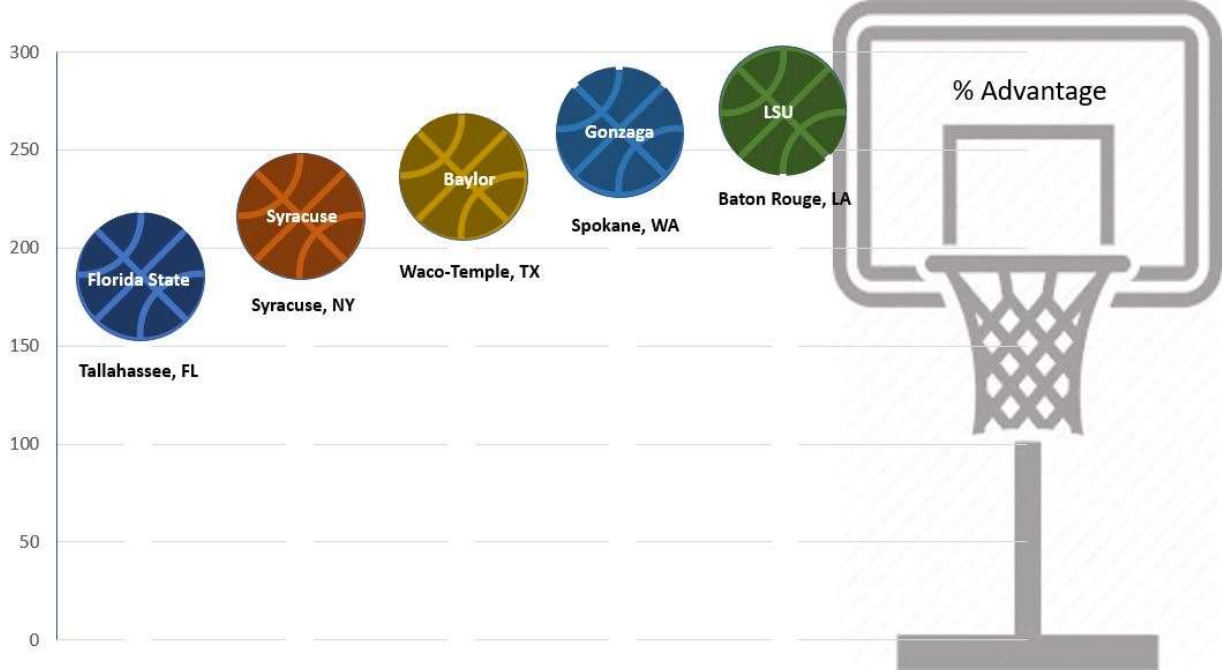 300
250
200
150
100
50
0
Florida State
Tallahassee, FL
Syracuse
Syracuse, NY
Baylor
Waco-Temple, TX
Gonzaga
Spokane, WA
LSU
Baton Rouge, LA
% Advantage